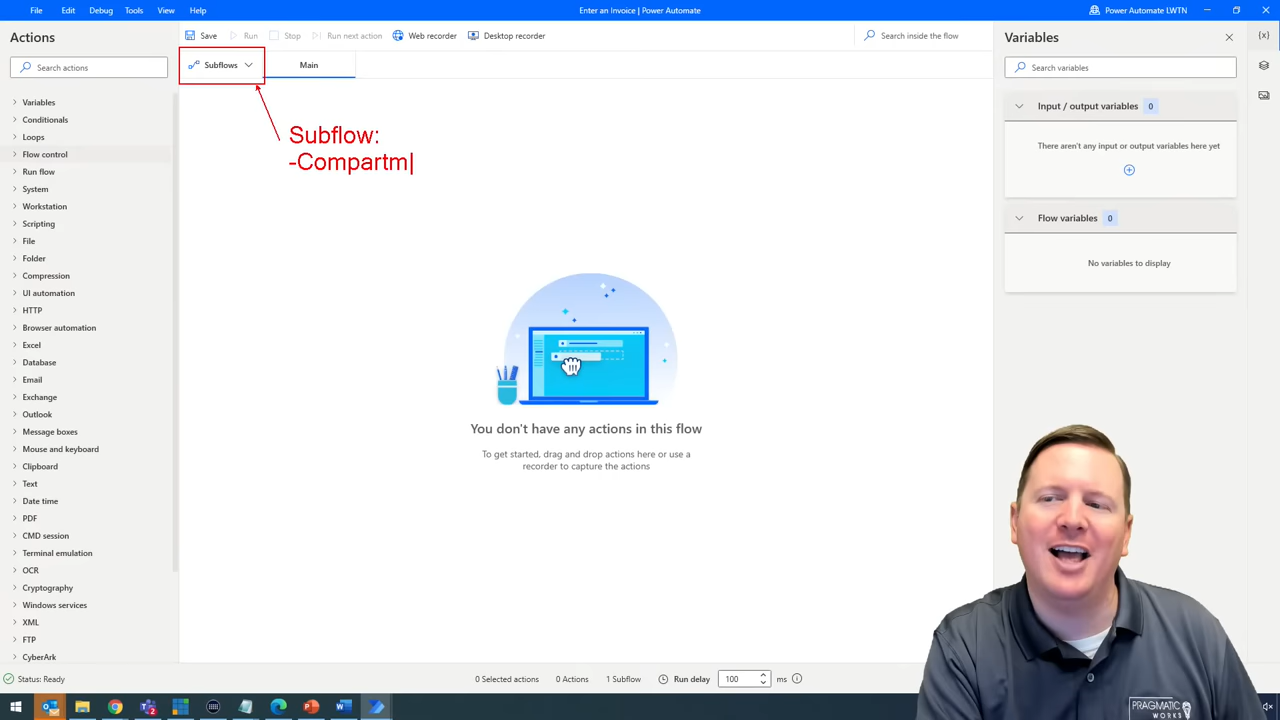 File Edit Debug Tools View Help
Enter an Invoice | Power Automate
Power Automate LWTN
Actions
Search actions
Variables
Conditionals
Loops
Flow control
Run flow
System
Workstation
Scripting
File
Folder
Compression
UI automation
HTTP
Browser automation
Excel
Database
Email
Exchange
Outlook
Message boxes
Mouse and keyboard
Clipboard
Text
Date time
PDF
CMD session
Terminal emulation
OCR
Cryptography
Windows services
XML
FTP
CyberArk
Save Run Stop Run next action Web recorder Desktop recorder
Search inside the flow
Subflows Main
Subflow:
-Compartm
You don't have any actions in this flow
To get started, drag and drop actions here or use a
recorder to capture the actions
Variables
{x}
Search variables
Input / output variables 0
There aren't any input or output variables here yet
Flow variables 0
No variables to display
Status: Ready
0 Selected actions 0 Actions 1 Subflow Run delay 100 ms
PRAGMATIC
WORKS